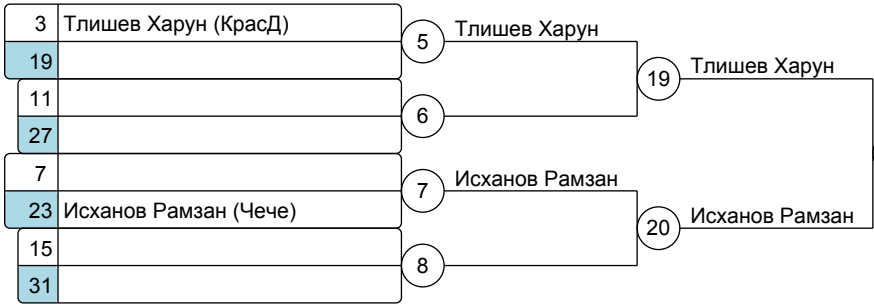 3 Тлишев Харун (КрасД)
19
11
27
7
23 Исханов Рамзан (Чече)
15
31
5 Тлишев Харун
6
7 Исханов Рамзан
8
19 Тлишев Харун
20 Исханов Рамзан